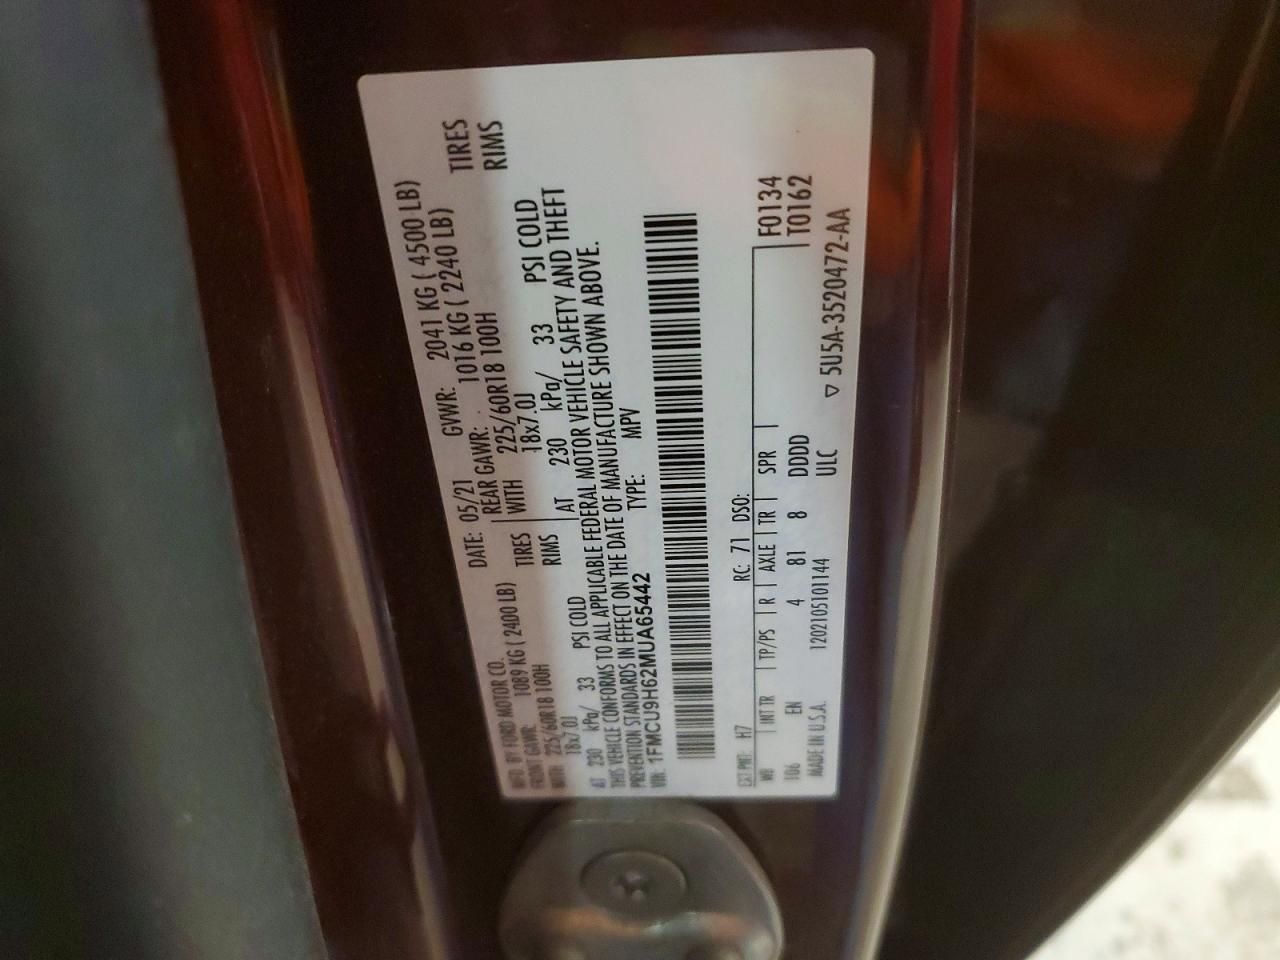 MFD. BY FORD MOTOR CO.
DATE: 05/21 GVWR: 2041 KG ( 4500 LB)
FRONT GAWR: 1089 KG ( 2400 LB) REAR GAWR: 1016 KG ( 2240 LB)
WITH 225/60R18 100H TIRES WITH 225/60R18 100H TIRES
18x7.0J RIMS 18x7.0J RIMS
AT 230 kPa/ 33 PSI COLD AT 230 kPa/ 33 PSI COLD
THIS VEHICLE CONFORMS TO ALL APPLICABLE FEDERAL MOTOR VEHICLE SAFETY AND THEFT
PREVENTION STANDARDS IN EFFECT ON THE DATE OF MANUFACTURE SHOWN ABOVE.
VIN: 1FMCU9H62MUA65442 TYPE: MPV
EXT PNT: H7 RC: 71 DSO: F0134
WB INT TR TP/PS R AXLE TR SPR T0162
106 EN 4 81 8 DDDD
MADE IN U.S.A. 1202105101144 ULC ▽ 5U5A-3520472-AA